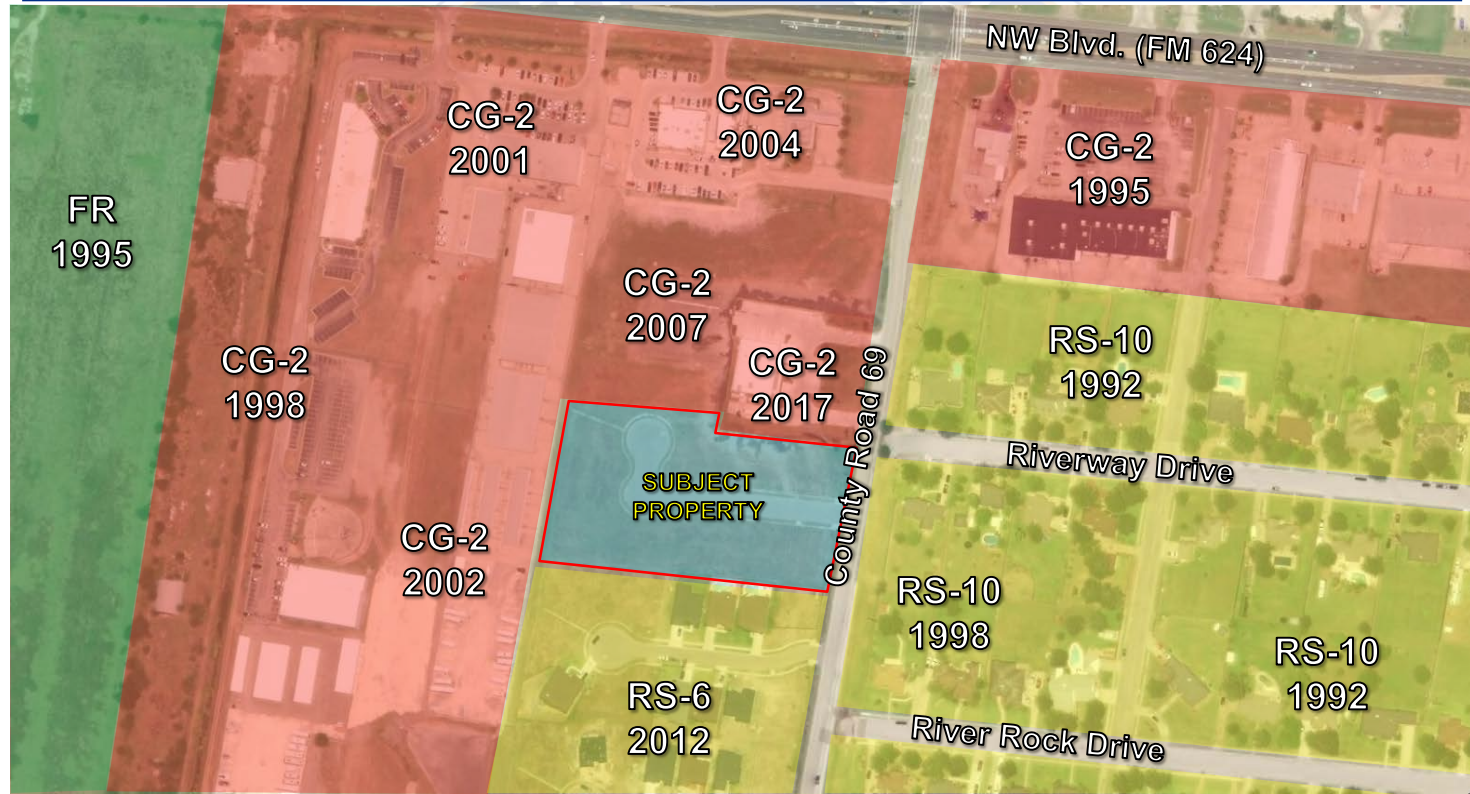 NW Blvd. (FM 624)
CG-2
2001
CG-2
2004
CG-2
1995
FR
1995
CG-2
2007
CG-2
1998
CG-2
2017
RS-10
1992
County Road 69
Riverway Drive
SUBJECT
PROPERTY
CG-2
2002
RS-10
1998
RS-10
1992
RS-6
2012
River Rock Drive